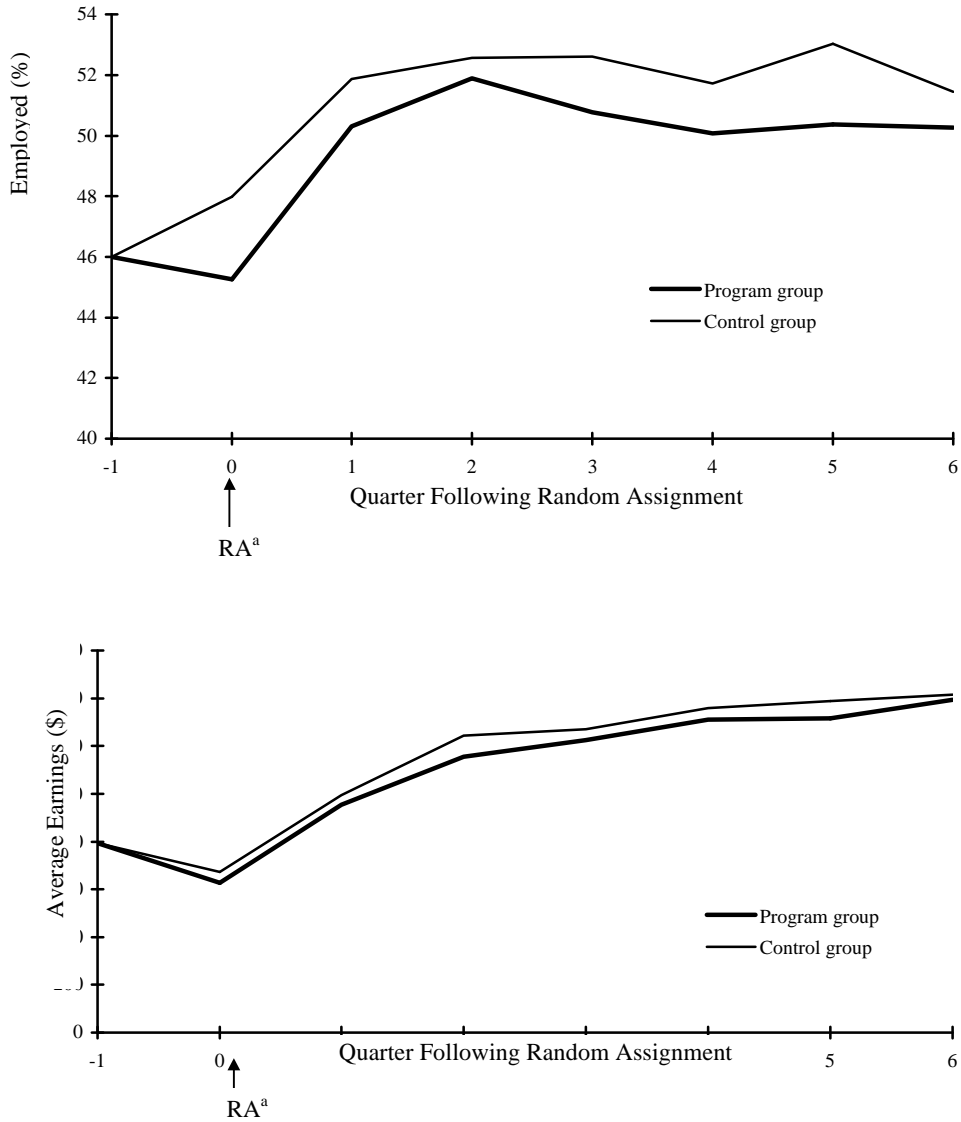 54
52
50
48
46
44
42
40
Employed (%)
Program group
Control group
-1 0 1 2 3 4 5 6
Quarter Following Random Assignment
RAᵃ
Average Earnings ($)
Program group
Control group
0
-1 0 5 6
Quarter Following Random Assignment
RAᵃ